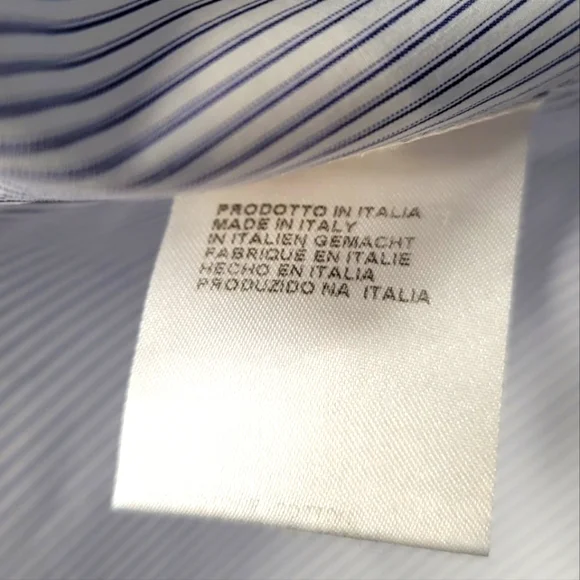 PRODOTTO IN ITALIA
MADE IN ITALY
IN ITALIEN GEMACHT
FABRIQUE EN ITALIE
HECHO EN ITALIA
PRODUZIDO NA ITALIA